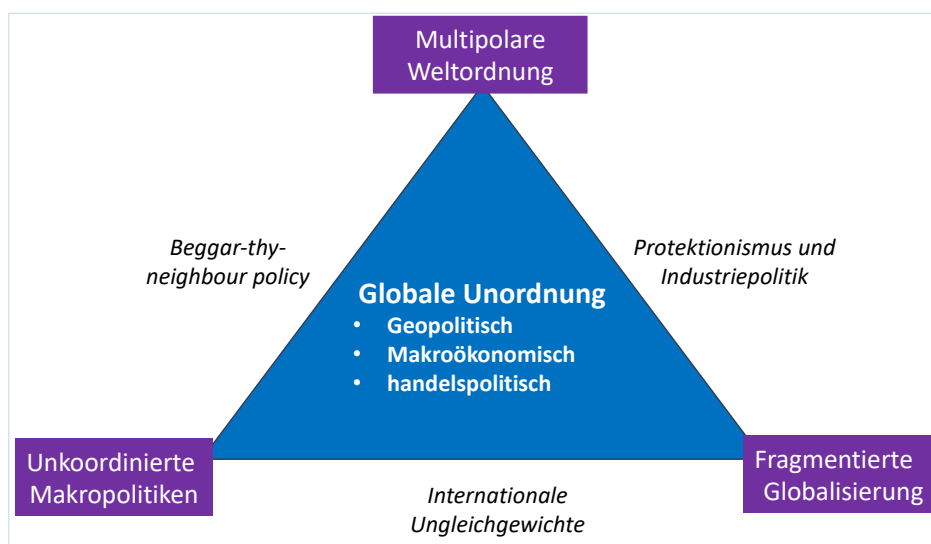 Multipolare
Weltordnung
Beggar-thy-
neighbour policy
Protektionismus und
Industriepolitik
Globale Unordnung
• Geopolitisch
• Makroökonomisch
• handelspolitisch
Unkoordinierte
Makropolitiken
Fragmentierte
Globalisierung
Internationale
Ungleichgewichte